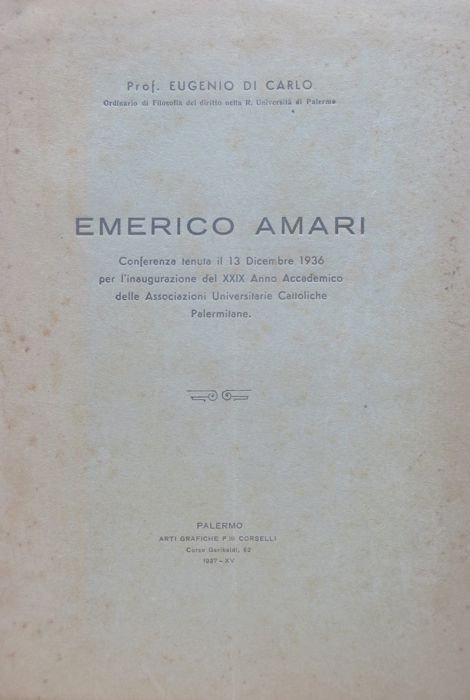 Prof. EUGENIO DI CARLO
Ordinario di Filosofia del diritto nella R. Università di Palermo
EMERICO AMARI
Conferenza tenuta il 13 Dicembre 1936
per l'inaugurazione del XXIX Anno Accademico
delle Associazioni Universitarie Cattoliche
Palermitane.
PALERMO
ARTI GRAFICHE F.lli CORSELLI
Corso Garibaldi, 62
1937 - XV